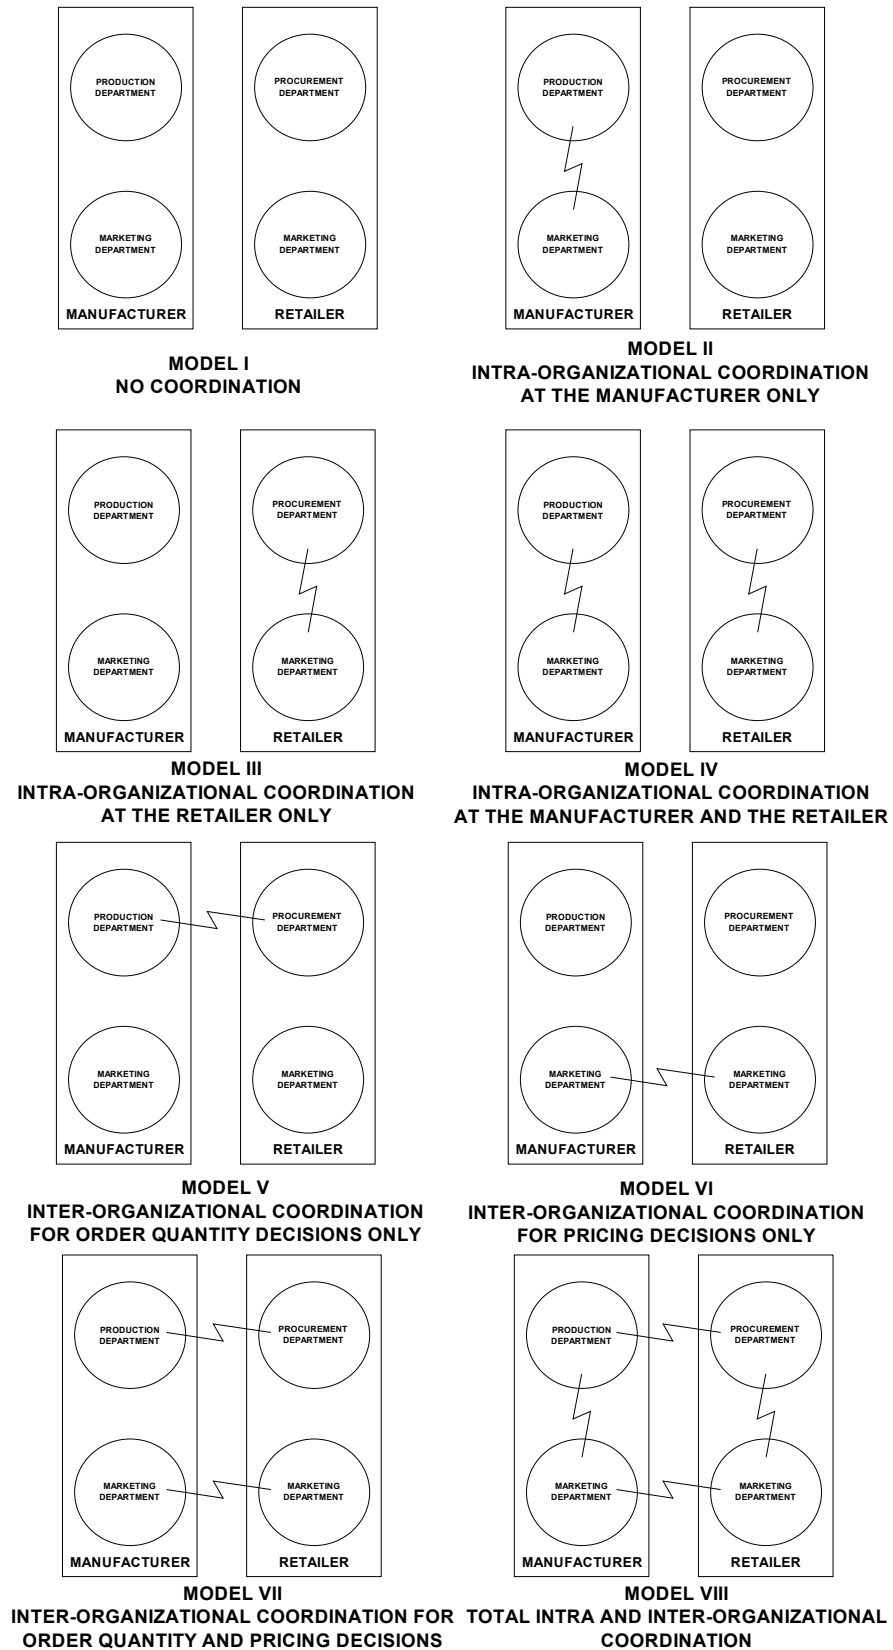 PRODUCTION
DEPARTMENT
MARKETING
DEPARTMENT
MANUFACTURER
PROCUREMENT
DEPARTMENT
MARKETING
DEPARTMENT
RETAILER
MODEL I
NO COORDINATION
PRODUCTION
DEPARTMENT
MARKETING
DEPARTMENT
MANUFACTURER
PROCUREMENT
DEPARTMENT
MARKETING
DEPARTMENT
RETAILER
MODEL II
INTRA-ORGANIZATIONAL COORDINATION
AT THE MANUFACTURER ONLY
PRODUCTION
DEPARTMENT
MARKETING
DEPARTMENT
MANUFACTURER
PROCUREMENT
DEPARTMENT
MARKETING
DEPARTMENT
RETAILER
MODEL III
INTRA-ORGANIZATIONAL COORDINATION
AT THE RETAILER ONLY
PRODUCTION
DEPARTMENT
MARKETING
DEPARTMENT
MANUFACTURER
PROCUREMENT
DEPARTMENT
MARKETING
DEPARTMENT
RETAILER
MODEL IV
INTRA-ORGANIZATIONAL COORDINATION
AT THE MANUFACTURER AND THE RETAILER
PRODUCTION
DEPARTMENT
MARKETING
DEPARTMENT
MANUFACTURER
PROCUREMENT
DEPARTMENT
MARKETING
DEPARTMENT
RETAILER
MODEL V
INTER-ORGANIZATIONAL COORDINATION
FOR ORDER QUANTITY DECISIONS ONLY
PRODUCTION
DEPARTMENT
MARKETING
DEPARTMENT
MANUFACTURER
PROCUREMENT
DEPARTMENT
MARKETING
DEPARTMENT
RETAILER
MODEL VI
INTER-ORGANIZATIONAL COORDINATION
FOR PRICING DECISIONS ONLY
PRODUCTION
DEPARTMENT
MARKETING
DEPARTMENT
MANUFACTURER
PROCUREMENT
DEPARTMENT
MARKETING
DEPARTMENT
RETAILER
MODEL VII
INTER-ORGANIZATIONAL COORDINATION FOR
ORDER QUANTITY AND PRICING DECISIONS
PRODUCTION
DEPARTMENT
MARKETING
DEPARTMENT
MANUFACTURER
PROCUREMENT
DEPARTMENT
MARKETING
DEPARTMENT
RETAILER
MODEL VIII
TOTAL INTRA AND INTER-ORGANIZATIONAL
COORDINATION